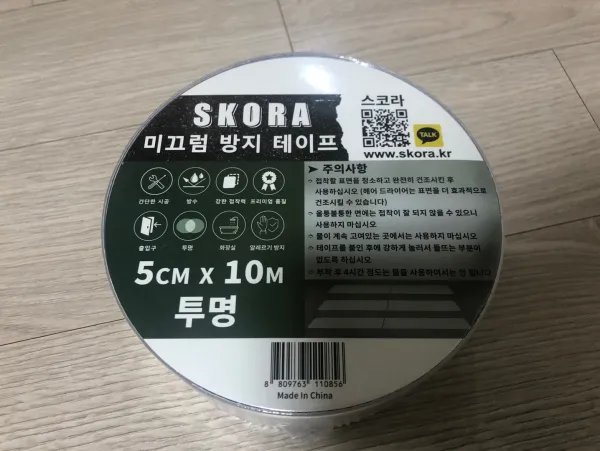 SKORA
미끄럼 방지 테이프
스코라
TALK
www.skora.kr
간단한 시공 방수 강한 접착력 프리미엄 품질
출입구 투명 화장실 알레르기 방지
5CM X 10M
투명
➤ 주의사항
- 접착할 표면을 청소하고 완전히 건조시킨 후
사용하십시오 (헤어 드라이어는 표면을 더 효과적으로
건조시킬 수 있습니다)
- 울퉁불퉁한 면에는 접착이 잘 되지 않을 수 있으니
사용하지 마십시오
- 물이 계속 고여있는 곳에서는 사용하지 마십시오
- 테이프를 붙인 후에 강하게 눌러서 들뜨는 부분이
없도록 하십시오
- 부착 후 4시간 정도는 물을 사용하여서는 안 됩니다
8 809763 110856
Made In China